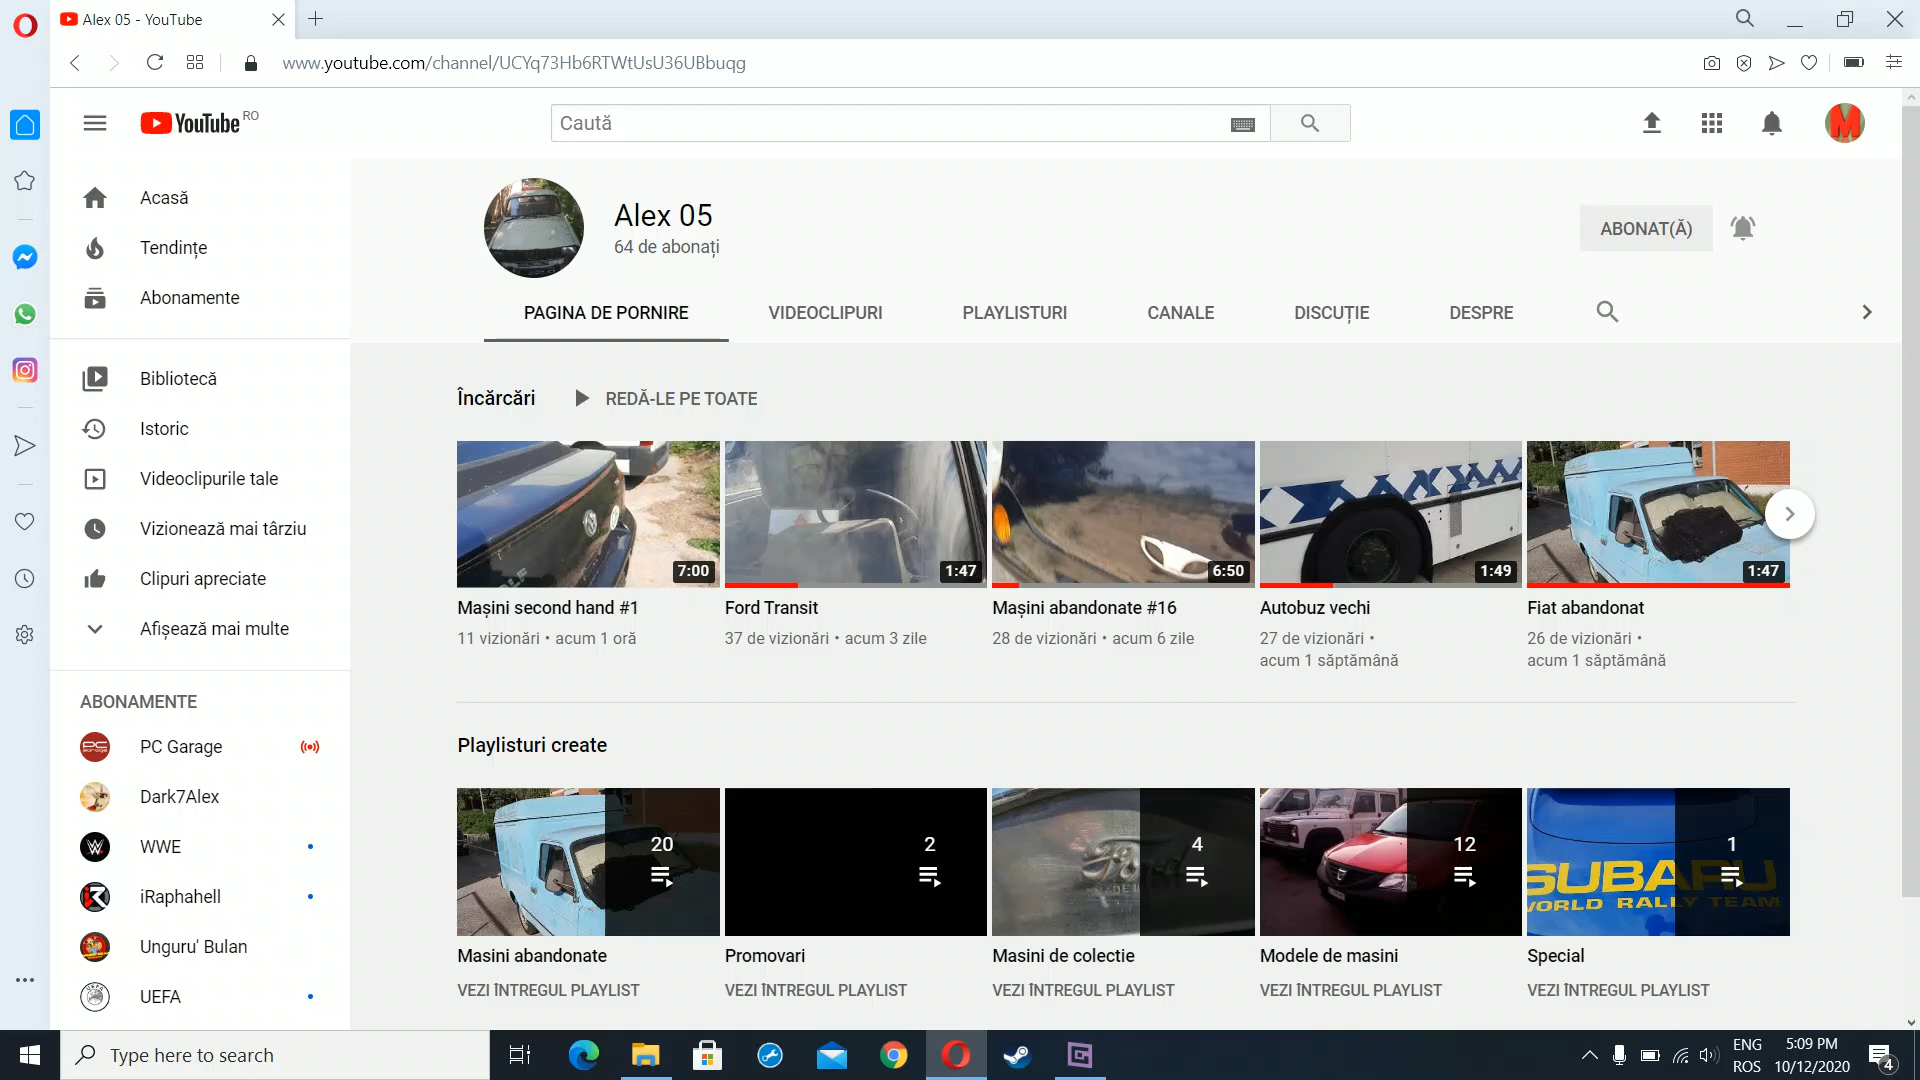 Alex 05 - YouTube
www.youtube.com/channel/UCYq73Hb6RTWtUsU36UBbuqg
YouTube RO
Caută
M
Acasă
Tendințe
Abonamente
Bibliotecă
Istoric
Videoclipurile tale
Vizionează mai târziu
Clipuri apreciate
Afișează mai multe
ABONAMENTE
PC Garage
Dark7Alex
WWE
iRaphahell
Unguru' Bulan
UEFA
Alex 05
64 de abonați
ABONAT(Ă)
PAGINA DE PORNIRE
VIDEOCLIPURI
PLAYLISTURI
CANALE
DISCUȚIE
DESPRE
Încărcări
REDĂ-LE PE TOATE
7:00
1:47
6:50
1:49
1:47
Mașini second hand #1
11 vizionări • acum 1 oră
Ford Transit
37 de vizionări • acum 3 zile
Mașini abandonate #16
28 de vizionări • acum 6 zile
Autobuz vechi
27 de vizionări •
acum 1 săptămână
Fiat abandonat
26 de vizionări •
acum 1 săptămână
Playlisturi create
20
2
4
12
1
MADE IN
SUBARU
WORLD RALLY TEAM
Masini abandonate
VEZI ÎNTREGUL PLAYLIST
Promovari
VEZI ÎNTREGUL PLAYLIST
Masini de colectie
VEZI ÎNTREGUL PLAYLIST
Modele de masini
VEZI ÎNTREGUL PLAYLIST
Special
VEZI ÎNTREGUL PLAYLIST
Type here to search
ENG
ROS
5:09 PM
10/12/2020
4